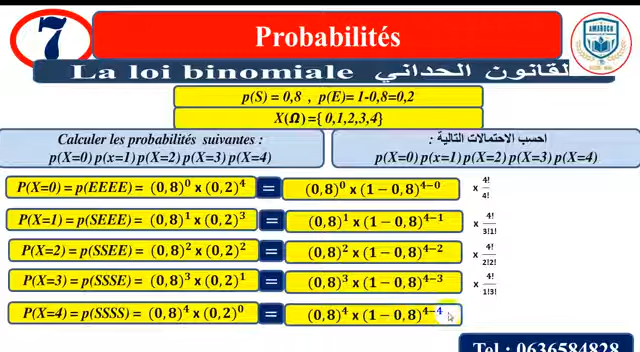 7
Probabilités
AMAROCH
La loi binomiale لقانون الحداني
p(S) = 0,8 , p(E)= 1-0,8=0,2
X(Ω) ={ 0,1,2,3,4}
Calculer les probabilités suivantes :
p(X=0) p(x=1) p(X=2) p(X=3) p(X=4)
احسب الاحتمالات التالية :
p(X=0) p(x=1) p(X=2) p(X=3) p(X=4)
P(X=0) = p(EEEE) = (0,8)⁰ x (0,2)⁴ = (0,8)⁰ x (1 − 0,8)⁴⁻⁰ x 4!/4!
P(X=1) = p(SEEE) = (0,8)¹ x (0,2)³ = (0,8)¹ x (1 − 0,8)⁴⁻¹ x 4!/3!1!
P(X=2) = p(SSEE) = (0,8)² x (0,2)² = (0,8)² x (1 − 0,8)⁴⁻² x 4!/2!2!
P(X=3) = p(SSSE) = (0,8)³ x (0,2)¹ = (0,8)³ x (1 − 0,8)⁴⁻³ x 4!/1!3!
P(X=4) = p(SSSS) = (0,8)⁴ x (0,2)⁰ = (0,8)⁴ x (1 − 0,8)⁴⁻⁴
Tel : 0636584828